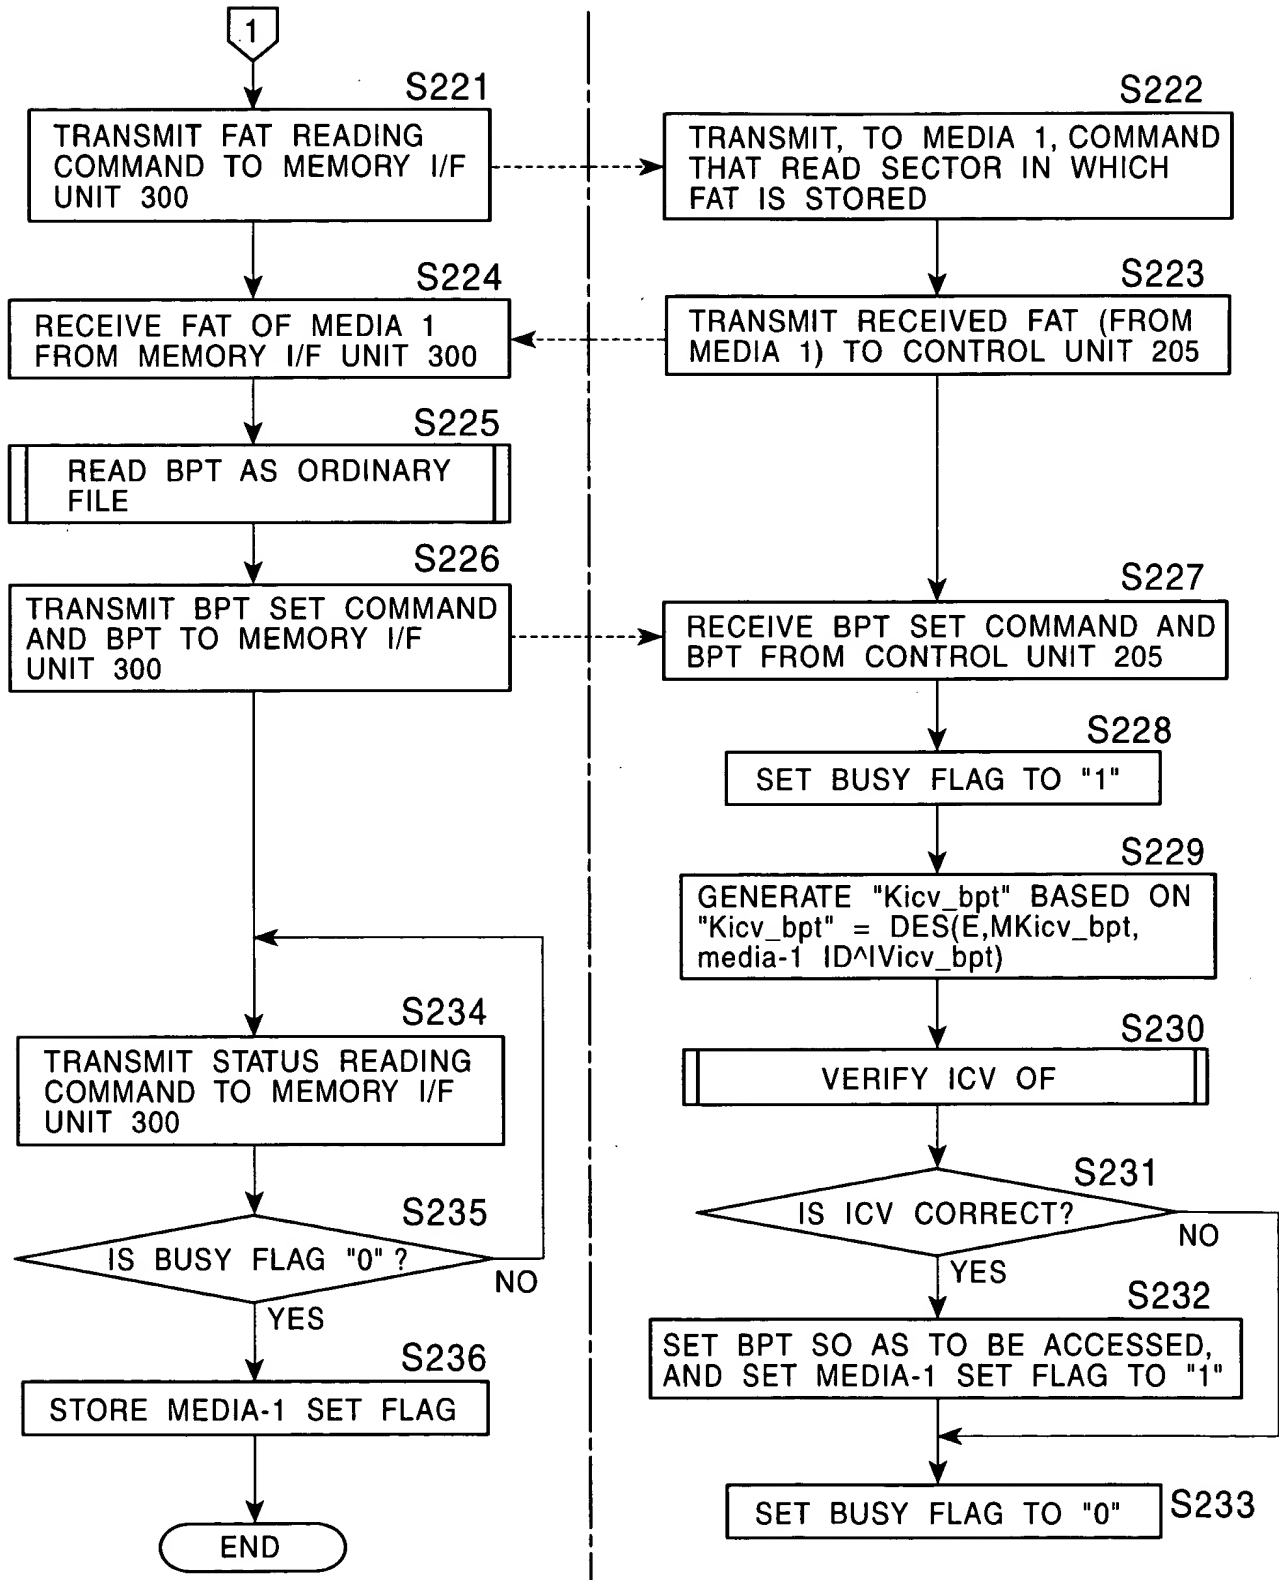 1
S221
TRANSMIT FAT READING
COMMAND TO MEMORY I/F
UNIT 300
S222
TRANSMIT, TO MEDIA 1, COMMAND
THAT READ SECTOR IN WHICH
FAT IS STORED
S224
RECEIVE FAT OF MEDIA 1
FROM MEMORY I/F UNIT 300
S223
TRANSMIT RECEIVED FAT (FROM
MEDIA 1) TO CONTROL UNIT 205
S225
READ BPT AS ORDINARY
FILE
S226
TRANSMIT BPT SET COMMAND
AND BPT TO MEMORY I/F
UNIT 300
S227
RECEIVE BPT SET COMMAND AND
BPT FROM CONTROL UNIT 205
S228
SET BUSY FLAG TO "1"
S229
GENERATE "Kicv_bpt" BASED ON
"Kicv_bpt" = DES(E,MKicv_bpt,
media-1 ID^IVicv_bpt)
S230
VERIFY ICV OF
S231
IS ICV CORRECT?
NO
YES
S232
SET BPT SO AS TO BE ACCESSED,
AND SET MEDIA-1 SET FLAG TO "1"
S233
SET BUSY FLAG TO "0"
S234
TRANSMIT STATUS READING
COMMAND TO MEMORY I/F
UNIT 300
S235
IS BUSY FLAG "0" ?
NO
YES
S236
STORE MEDIA-1 SET FLAG
END